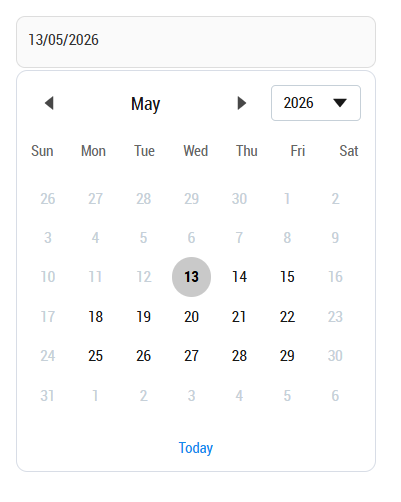 13/05/2026
May 2026
Sun Mon Tue Wed Thu Fri Sat
26 27 28 29 30 1 2
3 4 5 6 7 8 9
10 11 12 13 14 15 16
17 18 19 20 21 22 23
24 25 26 27 28 29 30
31 1 2 3 4 5 6
Today